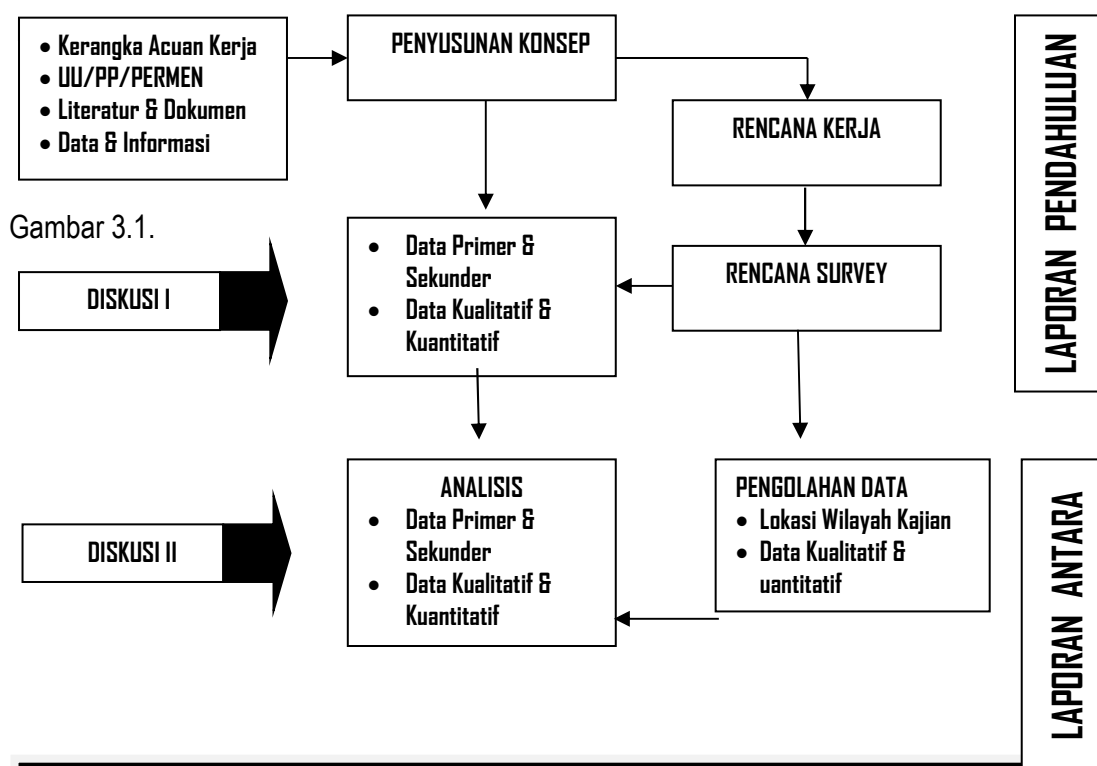 • Kerangka Acuan Kerja
• UU/PP/PERMEN
• Literatur & Dokumen
• Data & Informasi
PENYUSUNAN KONSEP
RENCANA KERJA
LAPORAN PENDAHULUAN
Gambar 3.1.
DISKUSI I
• Data Primer &
Sekunder
• Data Kualitatif &
Kuantitatif
RENCANA SURVEY
DISKUSI II
ANALISIS
• Data Primer &
Sekunder
• Data Kualitatif &
Kuantitatif
PENGOLAHAN DATA
• Lokasi Wilayah Kajian
• Data Kualitatif &
uantitatif
LAPORAN ANTARA